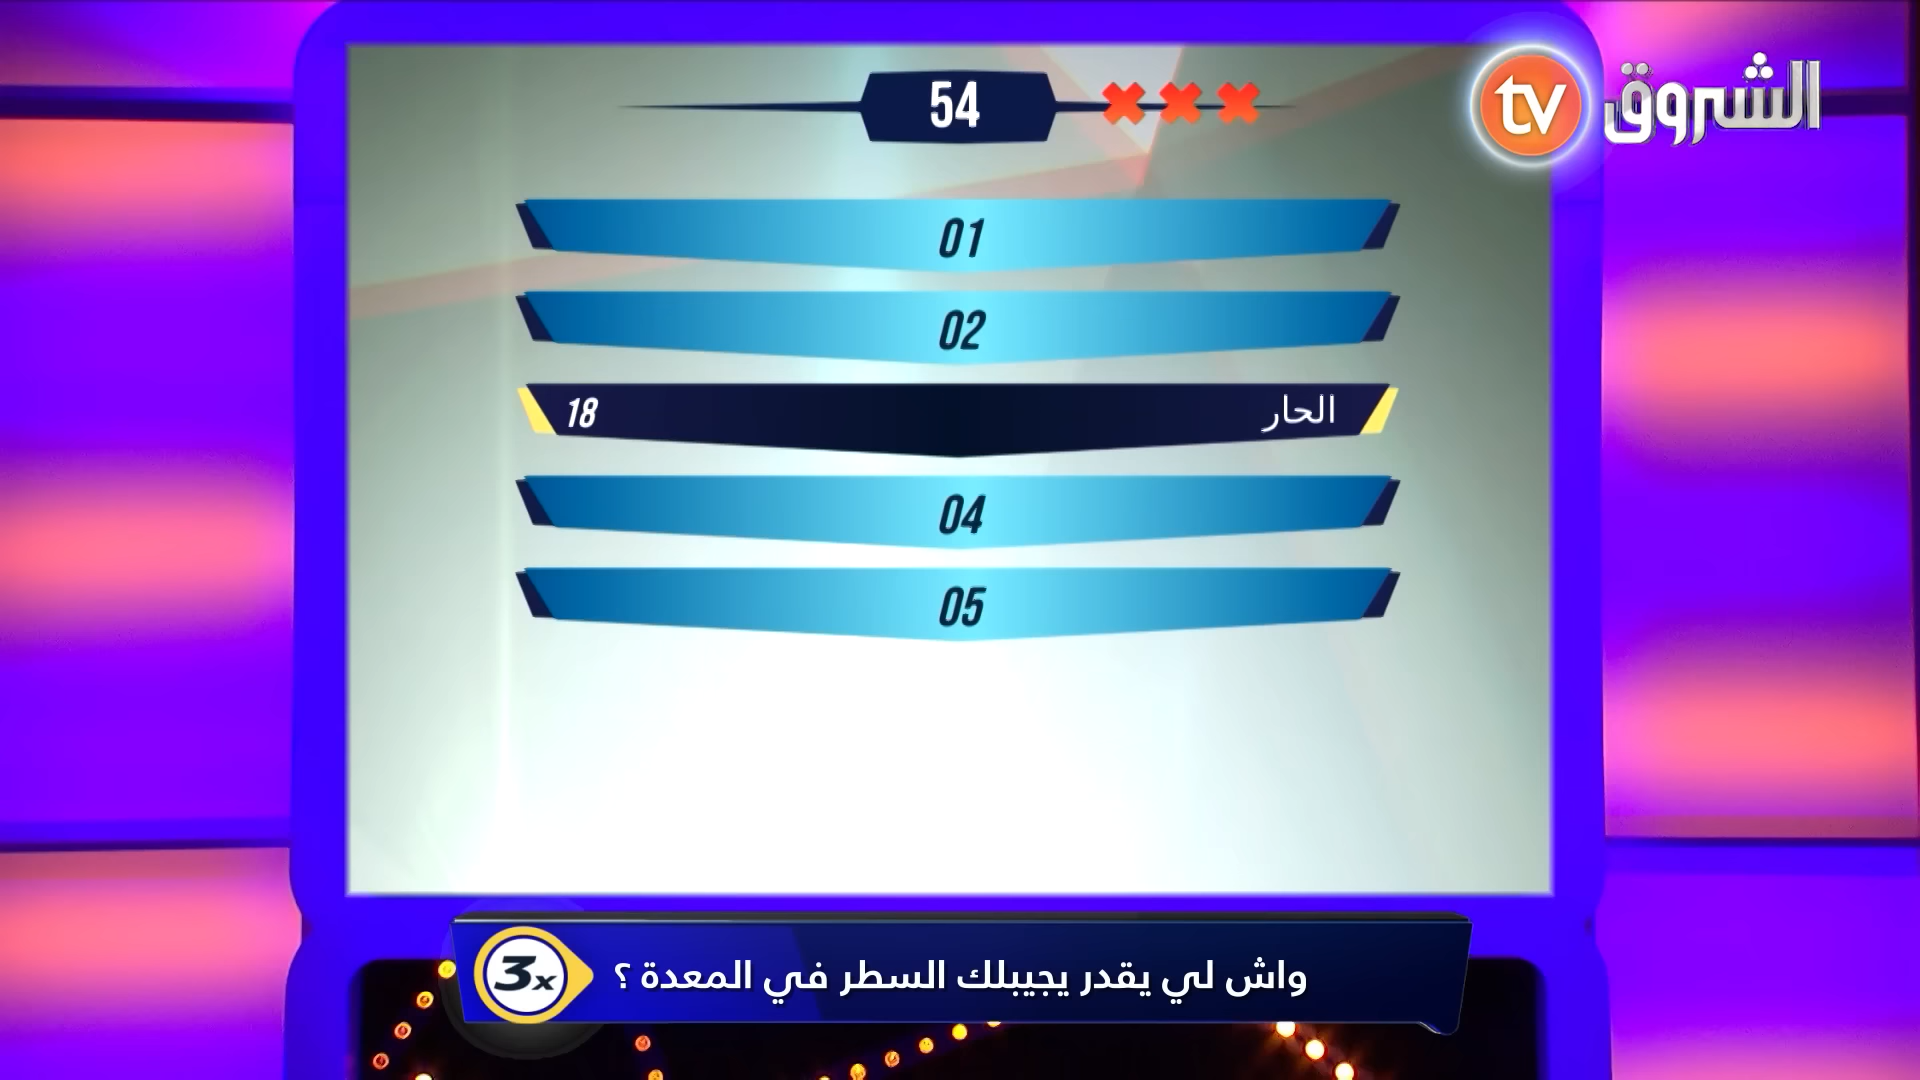 54
tv الشروق
01
02
الحار 18
04
05
واش لي يقدر يجيبلك السطر في المعدة ؟
3x